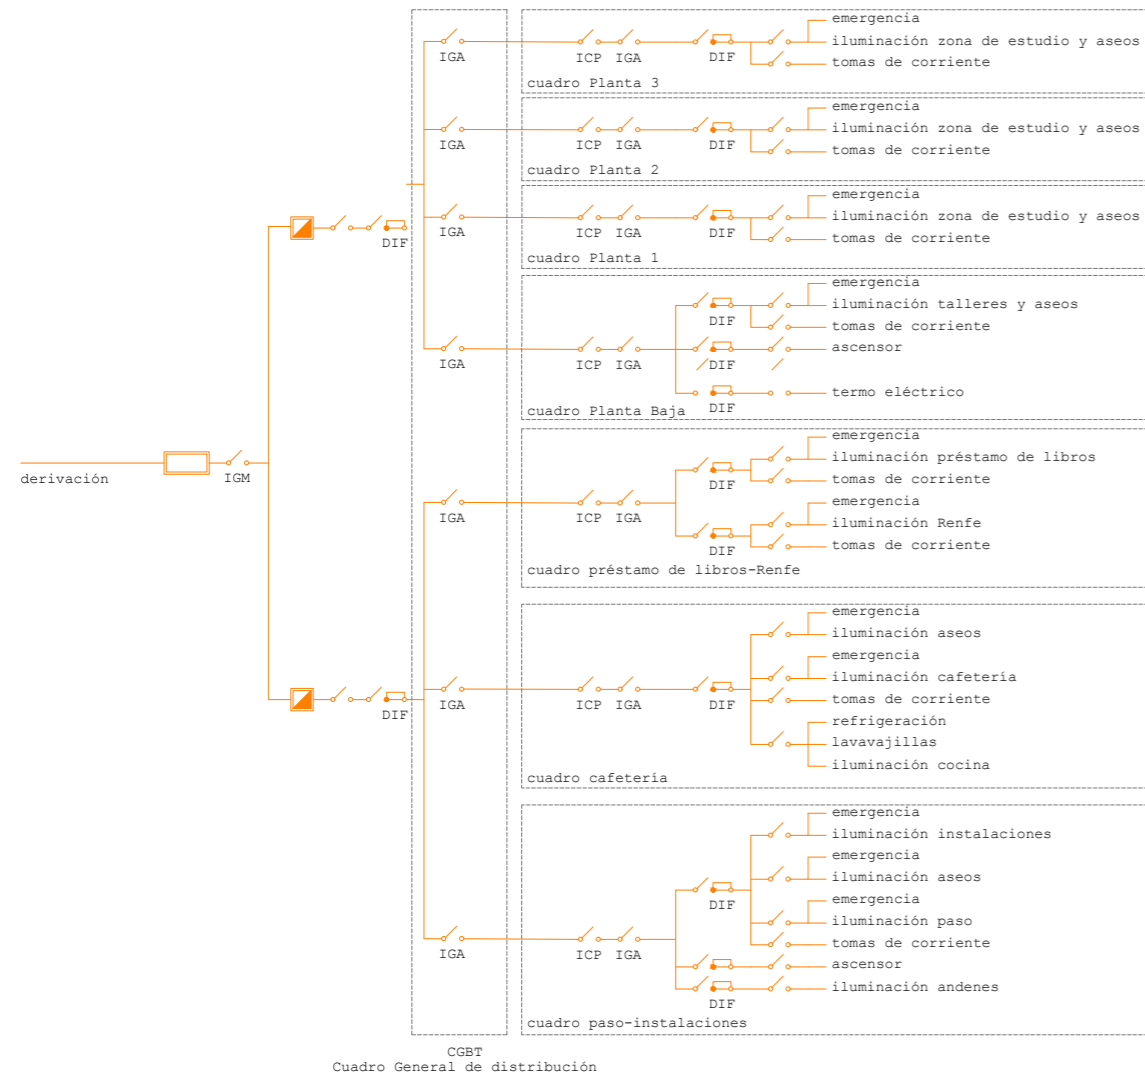 emergencia
iluminación zona de estudio y aseos
IGA ICP IGA DIF
tomas de corriente
cuadro Planta 3
emergencia
iluminación zona de estudio y aseos
IGA ICP IGA DIF
tomas de corriente
cuadro Planta 2
emergencia
iluminación zona de estudio y aseos
IGA ICP IGA DIF
tomas de corriente
DIF
cuadro Planta 1
emergencia
iluminación talleres y aseos
DIF
tomas de corriente
ascensor
IGA ICP IGA DIF
termo eléctrico
cuadro Planta Baja DIF
emergencia
iluminación préstamo de libros
DIF
derivación IGM
tomas de corriente
emergencia
IGA ICP IGA
iluminación Renfe
tomas de corriente
DIF
cuadro préstamo de libros-Renfe
emergencia
iluminación aseos
emergencia
iluminación cafetería
tomas de corriente
IGA ICP IGA DIF
DIF
refrigeración
lavavajillas
iluminación cocina
cuadro cafetería
emergencia
iluminación instalaciones
emergencia
iluminación aseos
emergencia
DIF
iluminación paso
tomas de corriente
IGA ICP IGA
ascensor
iluminación andenes
DIF
cuadro paso-instalaciones
CGBT
Cuadro General de distribución